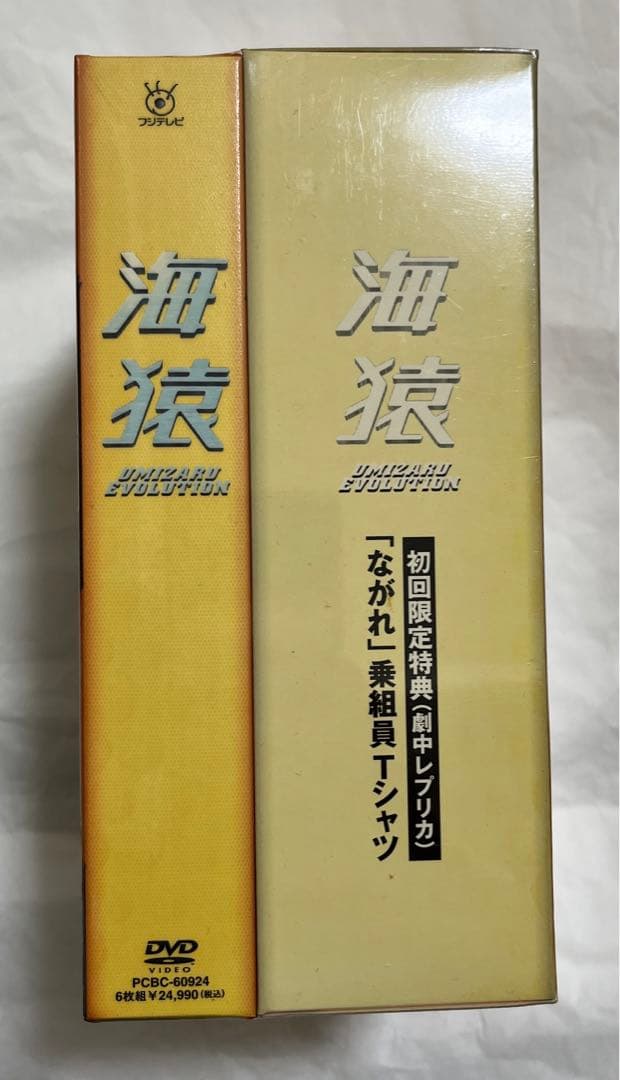 フジテレビ
海猿
UMIZARU
EVOLUTION
DVD
VIDEO
PCBC-60924
6枚組¥24,990(税込)
海猿
UMIZARU
EVOLUTION
初回限定特典(劇中レプリカ)
「ながれ」乗組員Tシャツ